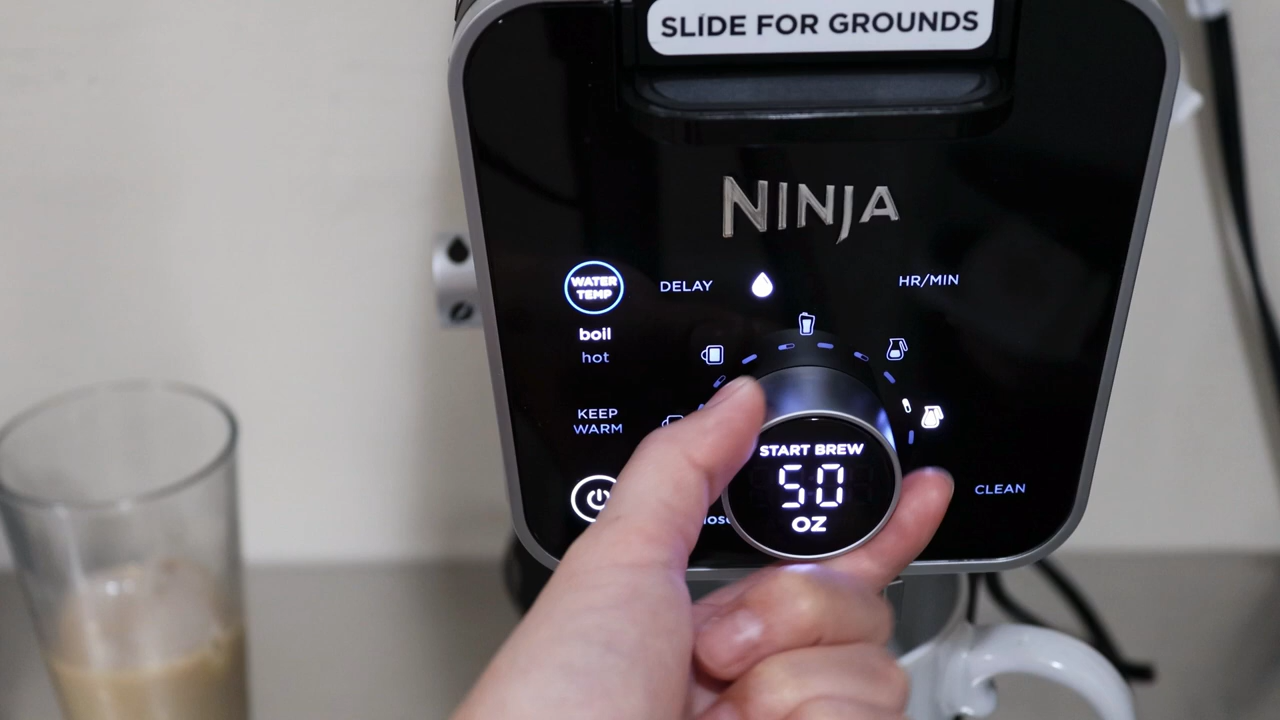 SLIDE FOR GROUNDS
NINJA
WATER
TEMP
DELAY
HR/MIN
boil
hot
KEEP
WARM
START BREW
50
OZ
CLEAN